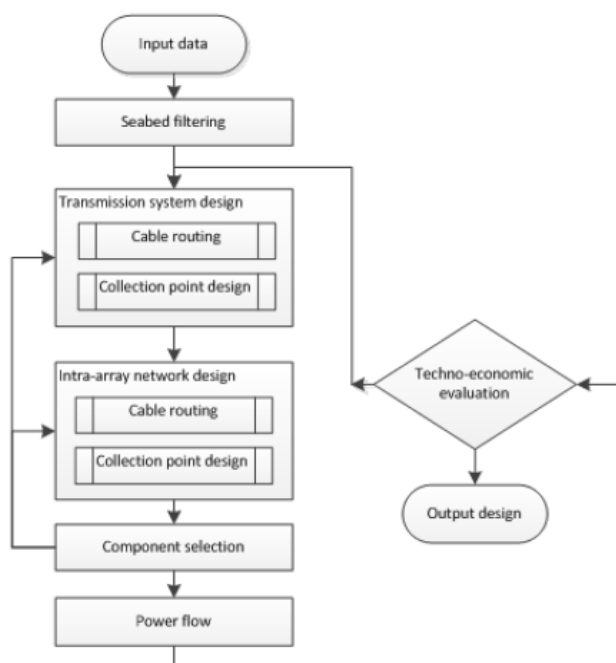 Input data
Seabed filtering
Transmission system design
Cable routing
Collection point design
Intra-array network design
Cable routing
Collection point design
Component selection
Power flow
Techno-economic
evaluation
Output design